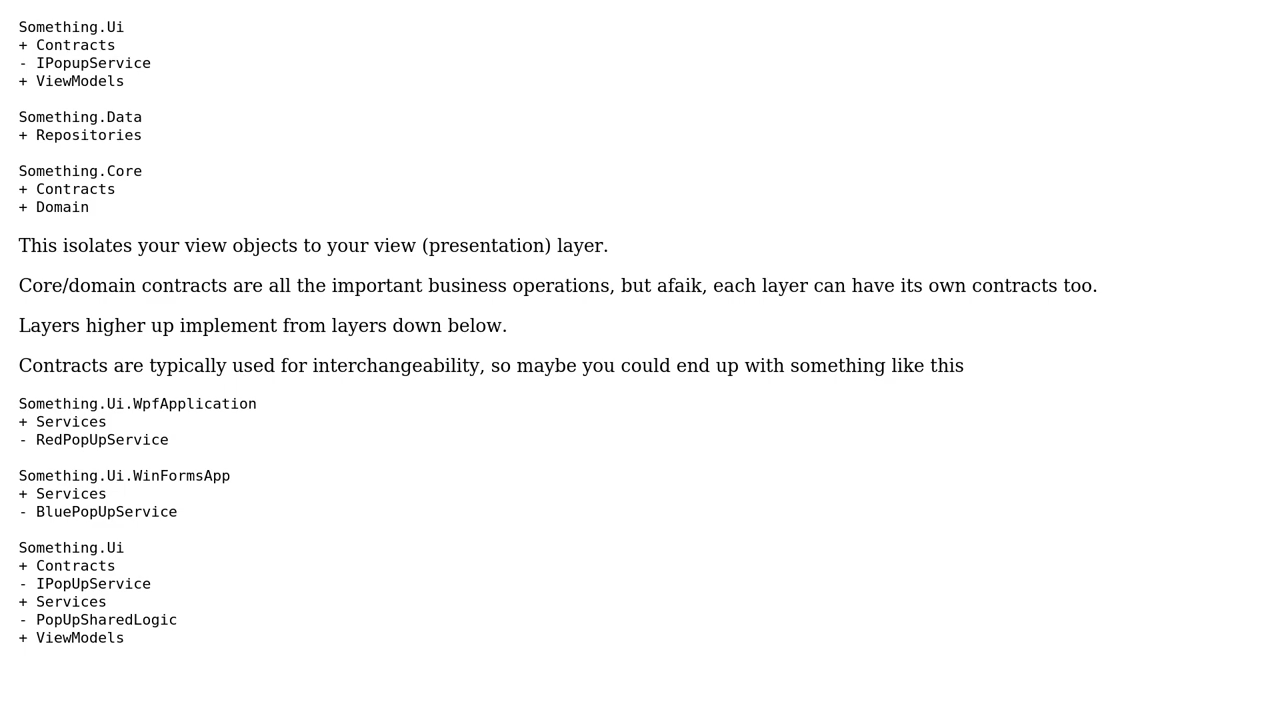 Something.Ui
+ Contracts
- IPopupService
+ ViewModels

Something.Data
+ Repositories

Something.Core
+ Contracts
+ Domain

This isolates your view objects to your view (presentation) layer.

Core/domain contracts are all the important business operations, but afaik, each layer can have its own contracts too.

Layers higher up implement from layers down below.

Contracts are typically used for interchangeability, so maybe you could end up with something like this

Something.Ui.WpfApplication
+ Services
- RedPopUpService

Something.Ui.WinFormsApp
+ Services
- BluePopUpService

Something.Ui
+ Contracts
- IPopUpService
+ Services
- PopUpSharedLogic
+ ViewModels